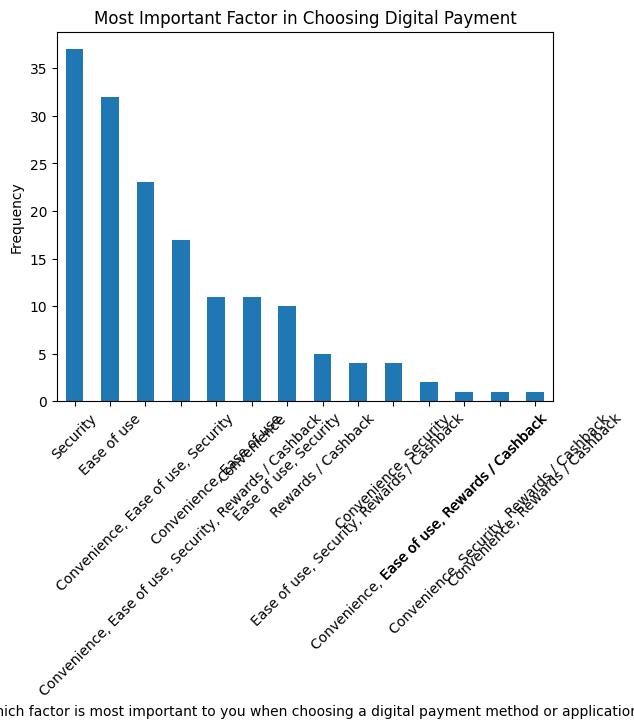 Most Important Factor in Choosing Digital Payment
Frequency
35
30
25
20
15
10
5
0
Security
Ease of use
Convenience, Ease of use, Security
Convenience, Ease of use, Security, Rewards / Cashback
Convenience, Ease of use
Convenience
Ease of use, Security
Rewards / Cashback
Ease of use, Security, Rewards / Cashback
Convenience, Security
Convenience, Ease of use, Rewards / Cashback
Ease of use, Rewards / Cashback
Convenience, Security, Rewards / Cashback
Convenience, Rewards / Cashback
hich factor is most important to you when choosing a digital payment method or application